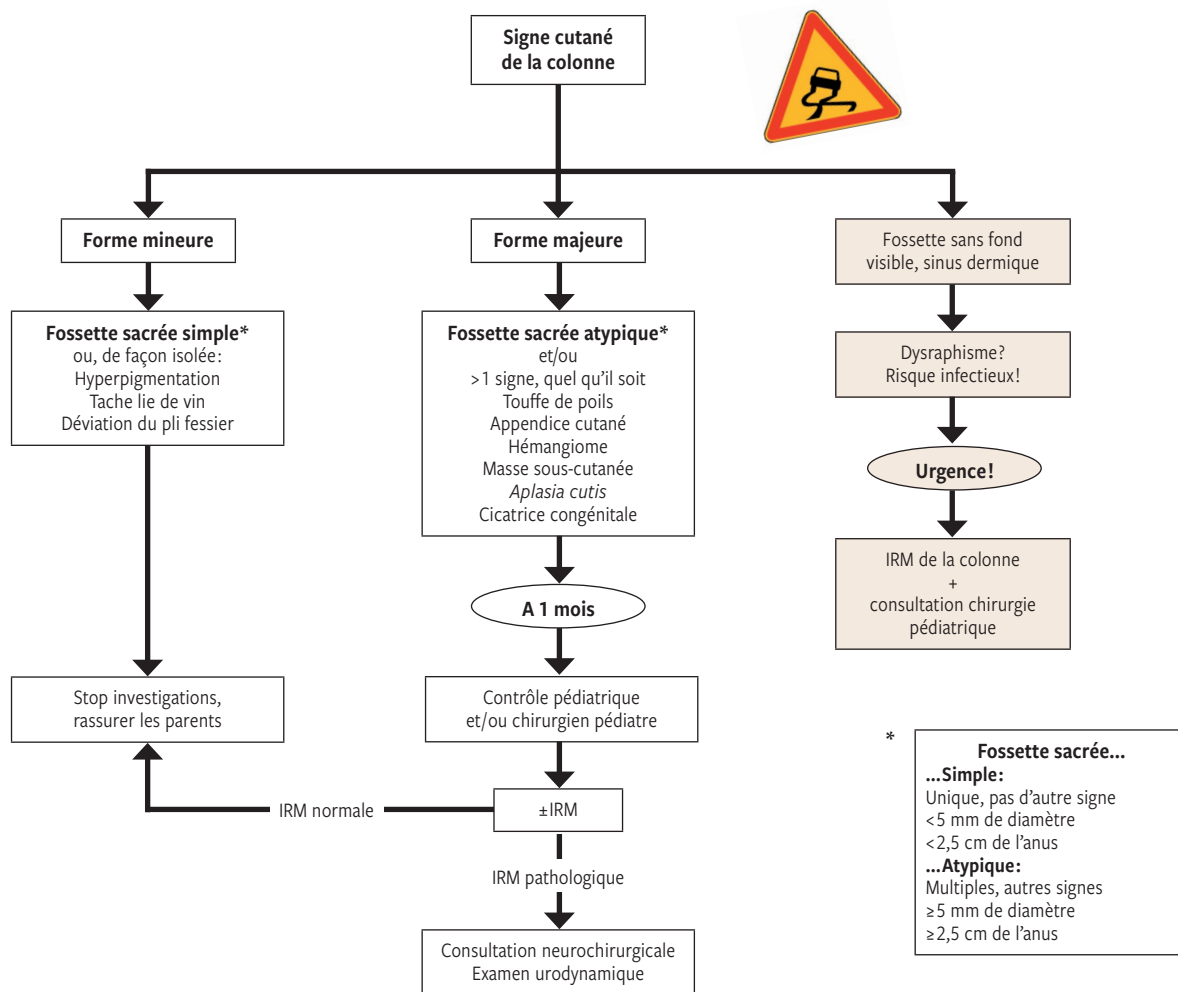 Signe cutané
de la colonne
Forme mineure
Fossette sacrée simple*
ou, de façon isolée:
Hyperpigmentation
Tache lie de vin
Déviation du pli fessier
Stop investigations,
rassurer les parents
Forme majeure
Fossette sacrée atypique*
et/ou
>1 signe, quel qu'il soit
Touffe de poils
Appendice cutané
Hémangiome
Masse sous-cutanée
Aplasia cutis
Cicatrice congénitale
A 1 mois
Contrôle pédiatrique
et/ou chirurgien pédiatre
±IRM
IRM normale
IRM pathologique
Consultation neurochirurgicale
Examen urodynamique
Fossette sans fond
visible, sinus dermique
Dysraphisme?
Risque infectieux!
Urgence!
IRM de la colonne
+
consultation chirurgie
pédiatrique
*
Fossette sacrée...
...Simple:
Unique, pas d'autre signe
<5 mm de diamètre
<2,5 cm de l'anus
...Atypique:
Multiples, autres signes
≥5 mm de diamètre
≥2,5 cm de l'anus